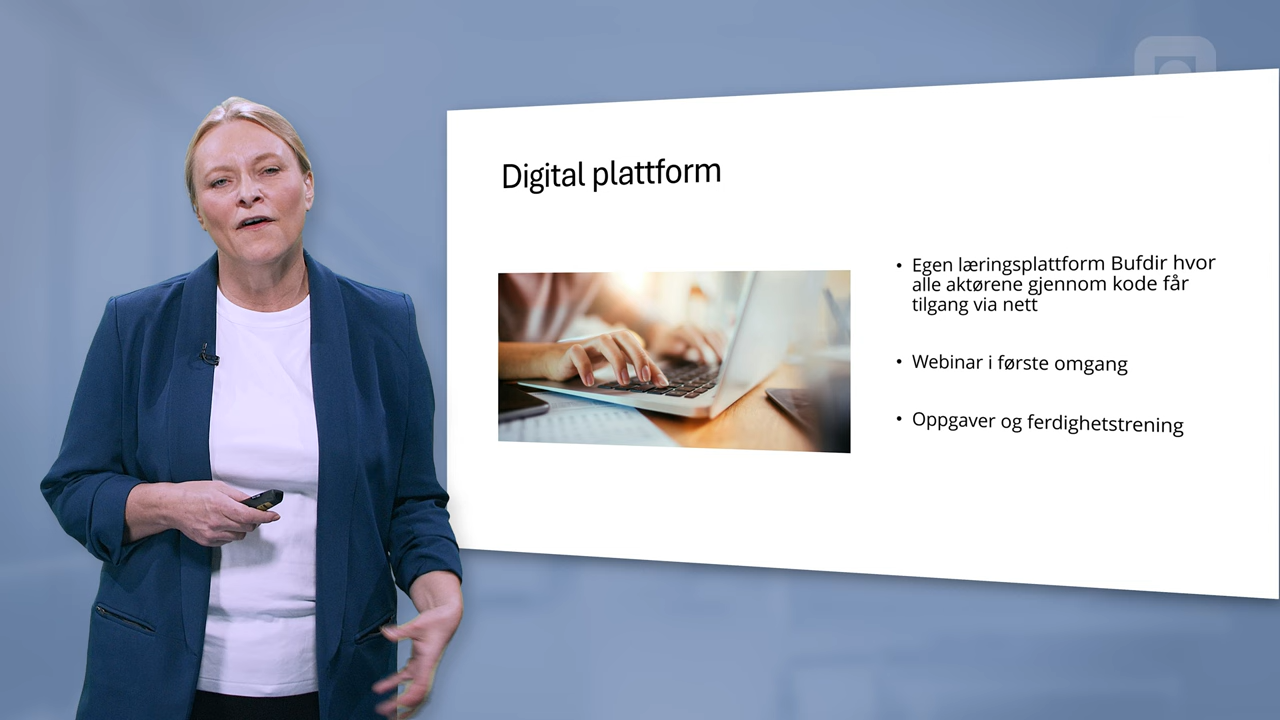 Digital plattform
• Egen læringsplattform Bufdir hvor
alle aktørene gjennom kode får
tilgang via nett
• Webinar i første omgang
• Oppgaver og ferdighetstrening